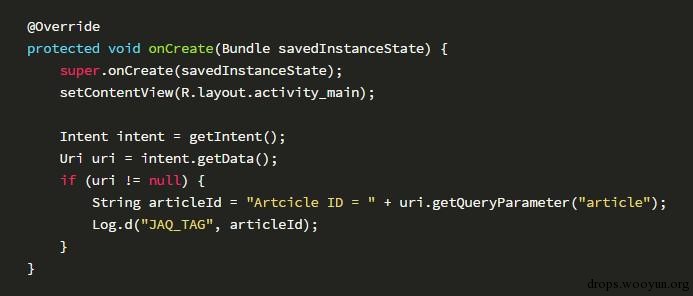 @Override
protected void onCreate(Bundle savedInstanceState) {
super.onCreate(savedInstanceState);
setContentView(R.layout.activity_main);
Intent intent = getIntent();
Uri uri = intent.getData();
if (uri != null) {
String articleId = "Artcicle ID = " + uri.getQueryParameter("article");
Log.d("JAQ_TAG", articleId);
}
}
drops.wooyun.org